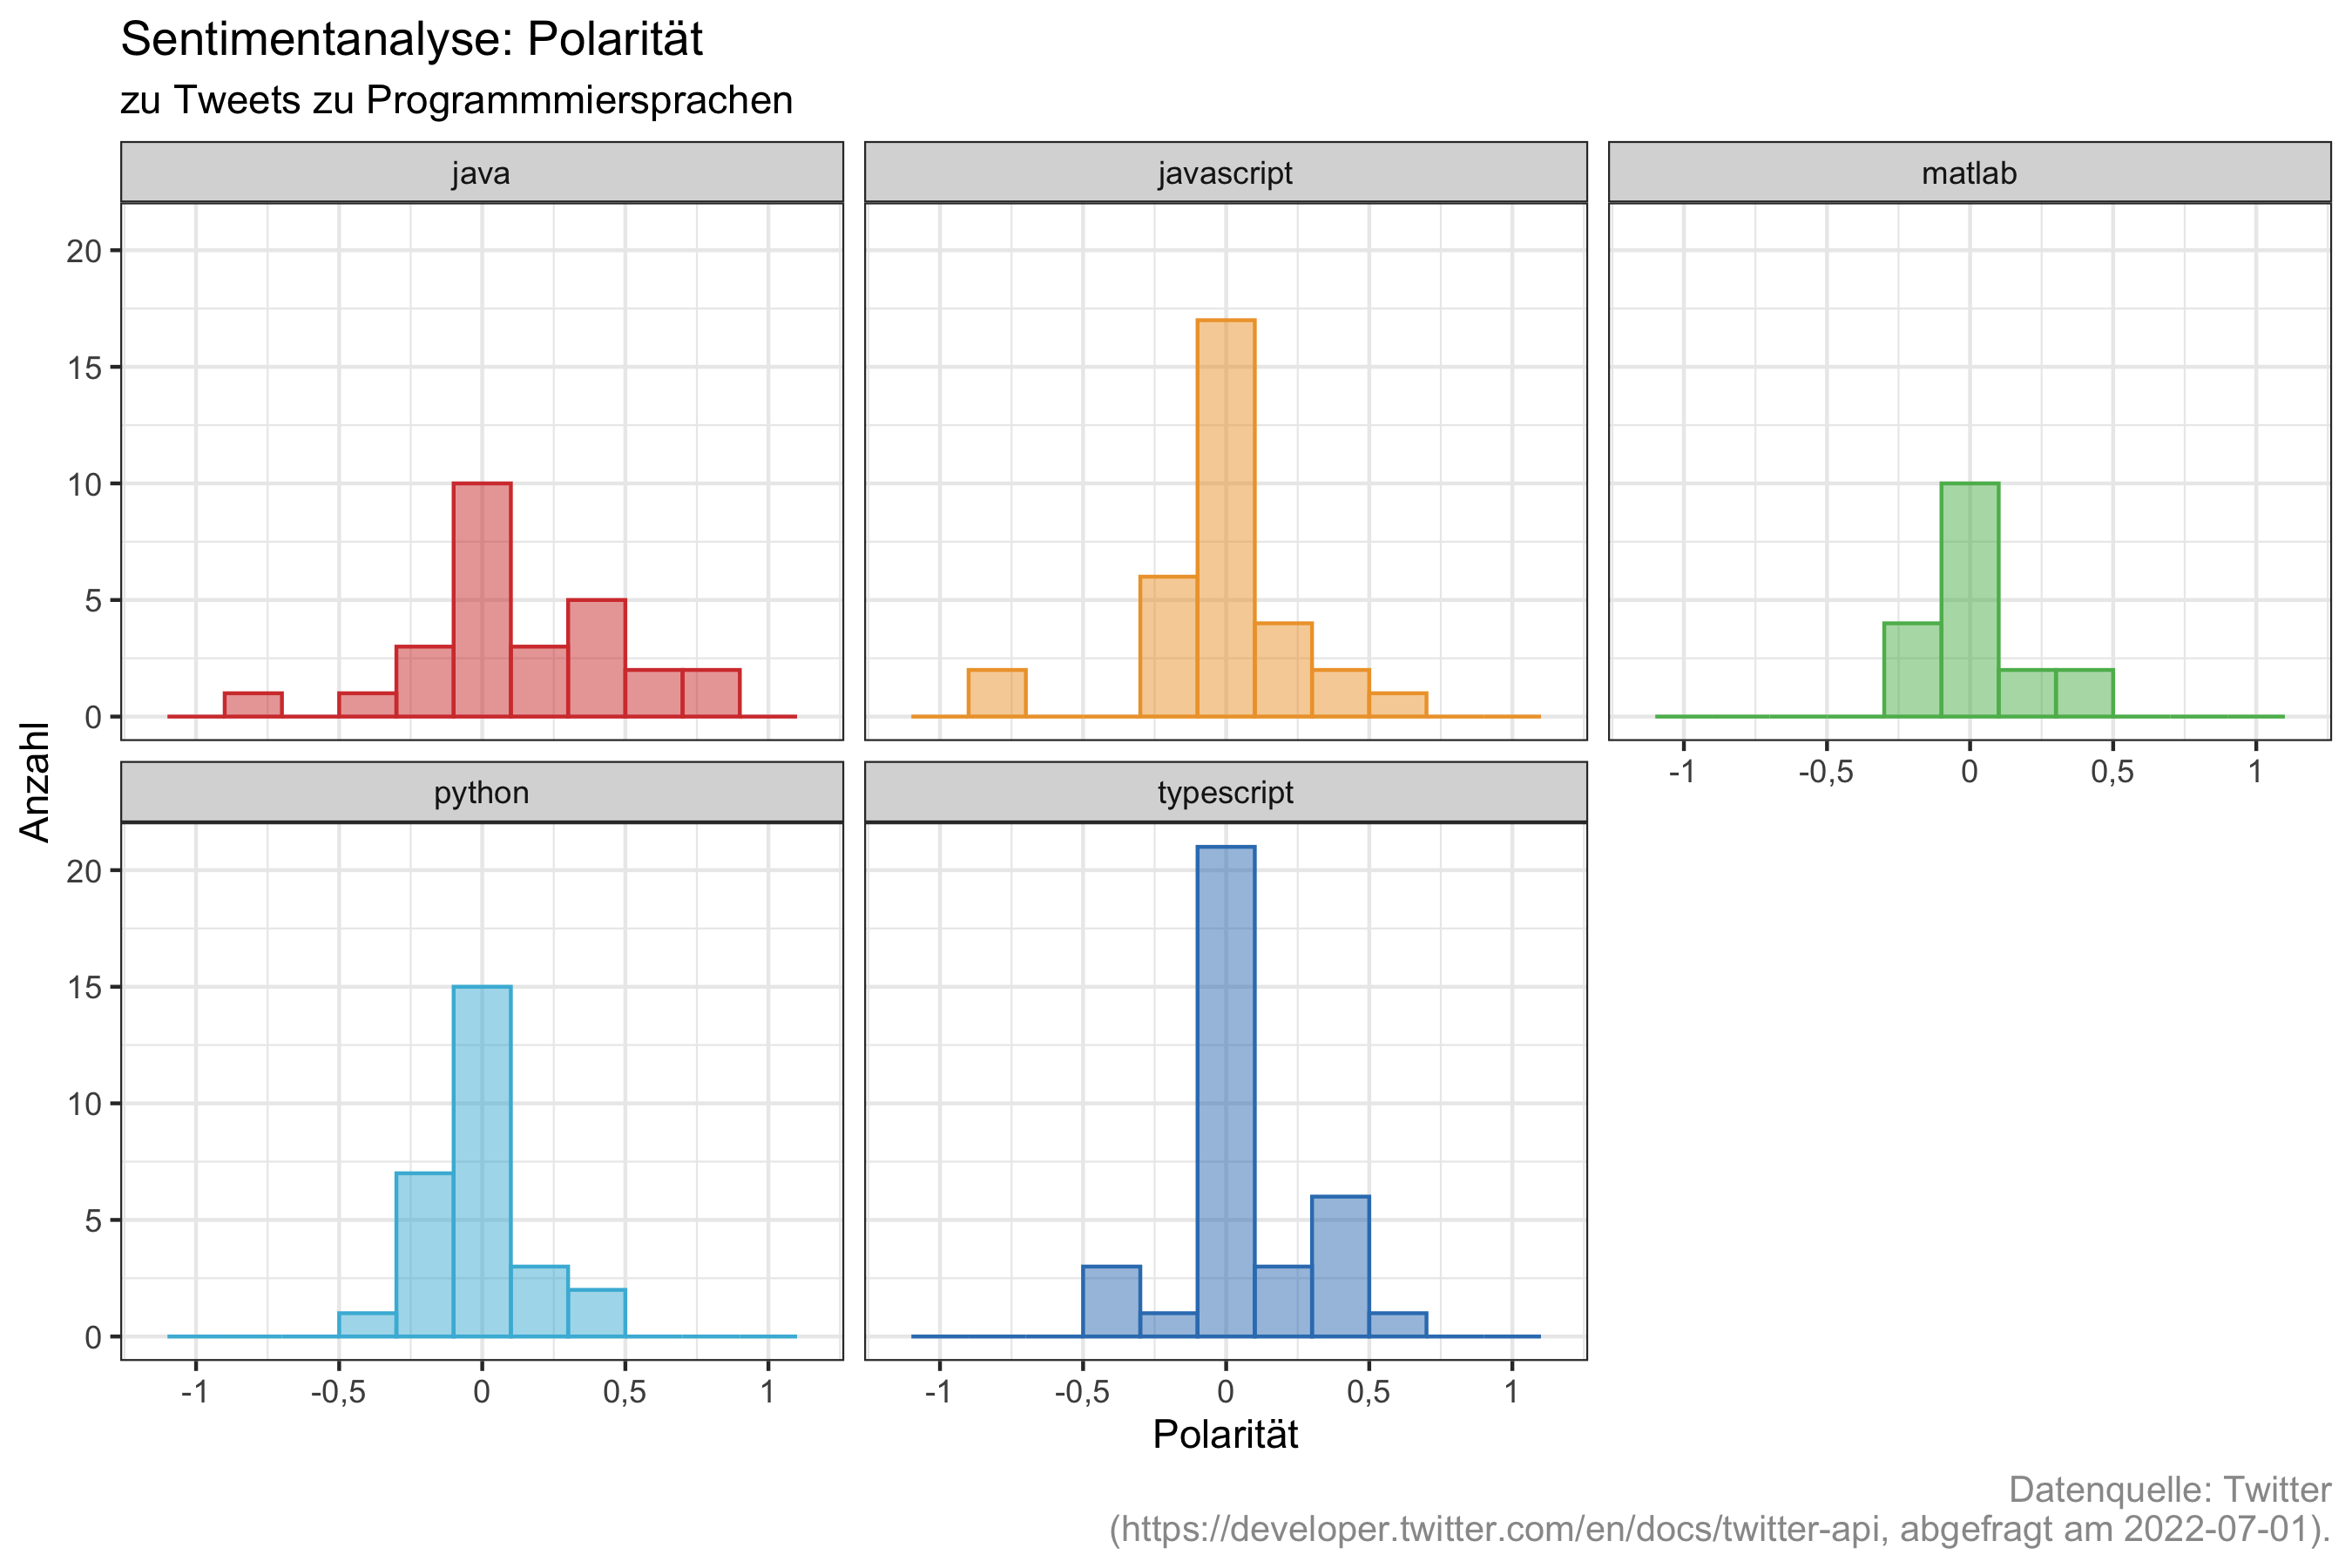 Sentimentanalyse: Polarität
zu Tweets zu Programmmiersprachen
java
javascript
matlab
20
15
10
5
0
-1
-0,5
0
0,5
1
Anzahl
python
typescript
20
15
10
5
0
-1
-0,5
0
0,5
1
-1
-0,5
0
0,5
1
Polarität
Datenquelle: Twitter
(https://developer.twitter.com/en/docs/twitter-api, abgefragt am 2022-07-01).